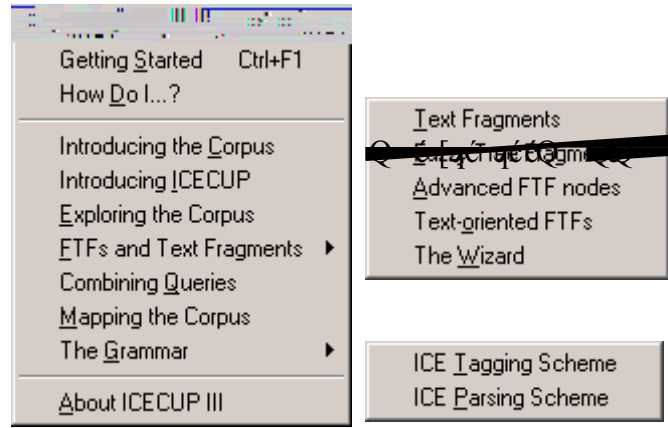 Getting Started Ctrl+F1
How Do I...?
Introducing the Corpus
Introducing ICECUP
Exploring the Corpus
FTFs and Text Fragments
Combining Queries
Mapping the Corpus
The Grammar
About ICECUP III
Text Fragments
Advanced FTF nodes
Text-oriented FTFs
The Wizard
ICE Tagging Scheme
ICE Parsing Scheme